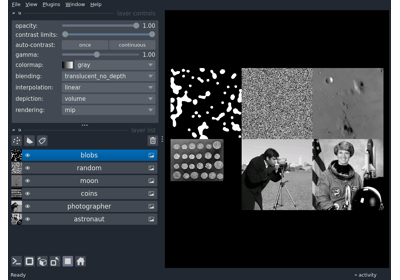 File View Plugins Window Help
layer controls
opacity: 1.00
contrast limits:
auto-contrast: once continuous
gamma: 1.00
colormap: gray
blending: translucent_no_depth
interpolation: linear
depiction: volume
rendering: mip
layer list
blobs
random
moon
coins
photographer
astronaut
Ready
activity